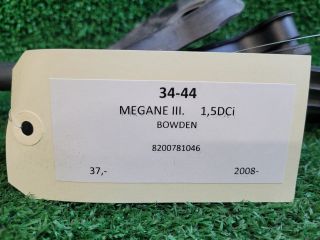 34-44
MEGANE III. 1,5DCi
BOWDEN
8200781046
37,- 2008-